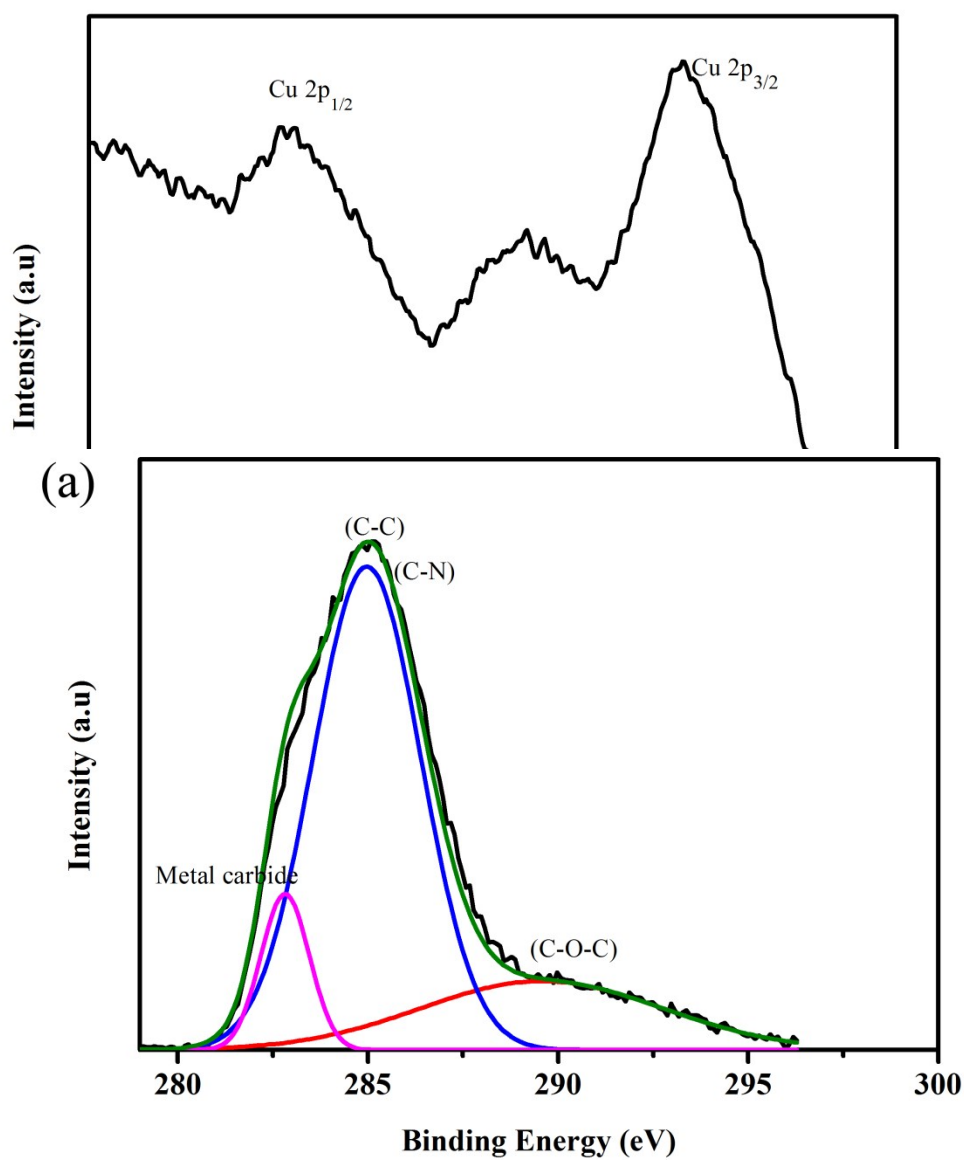 Cu 2p1/2
Cu 2p3/2
Intensity (a.u)
(a)
(C-C)
(C-N)
Metal carbide
(C-O-C)
Intensity (a.u)
280 285 290 295 300
Binding Energy (eV)